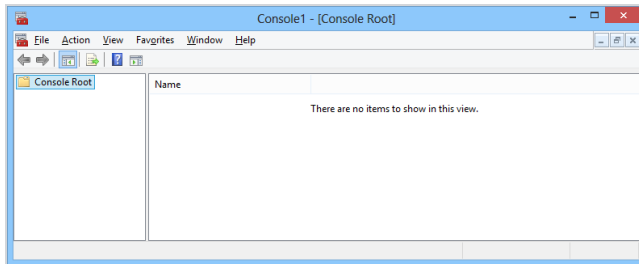 Console1 - [Console Root]
File Action View Favorites Window Help
Console Root
Name
There are no items to show in this view.